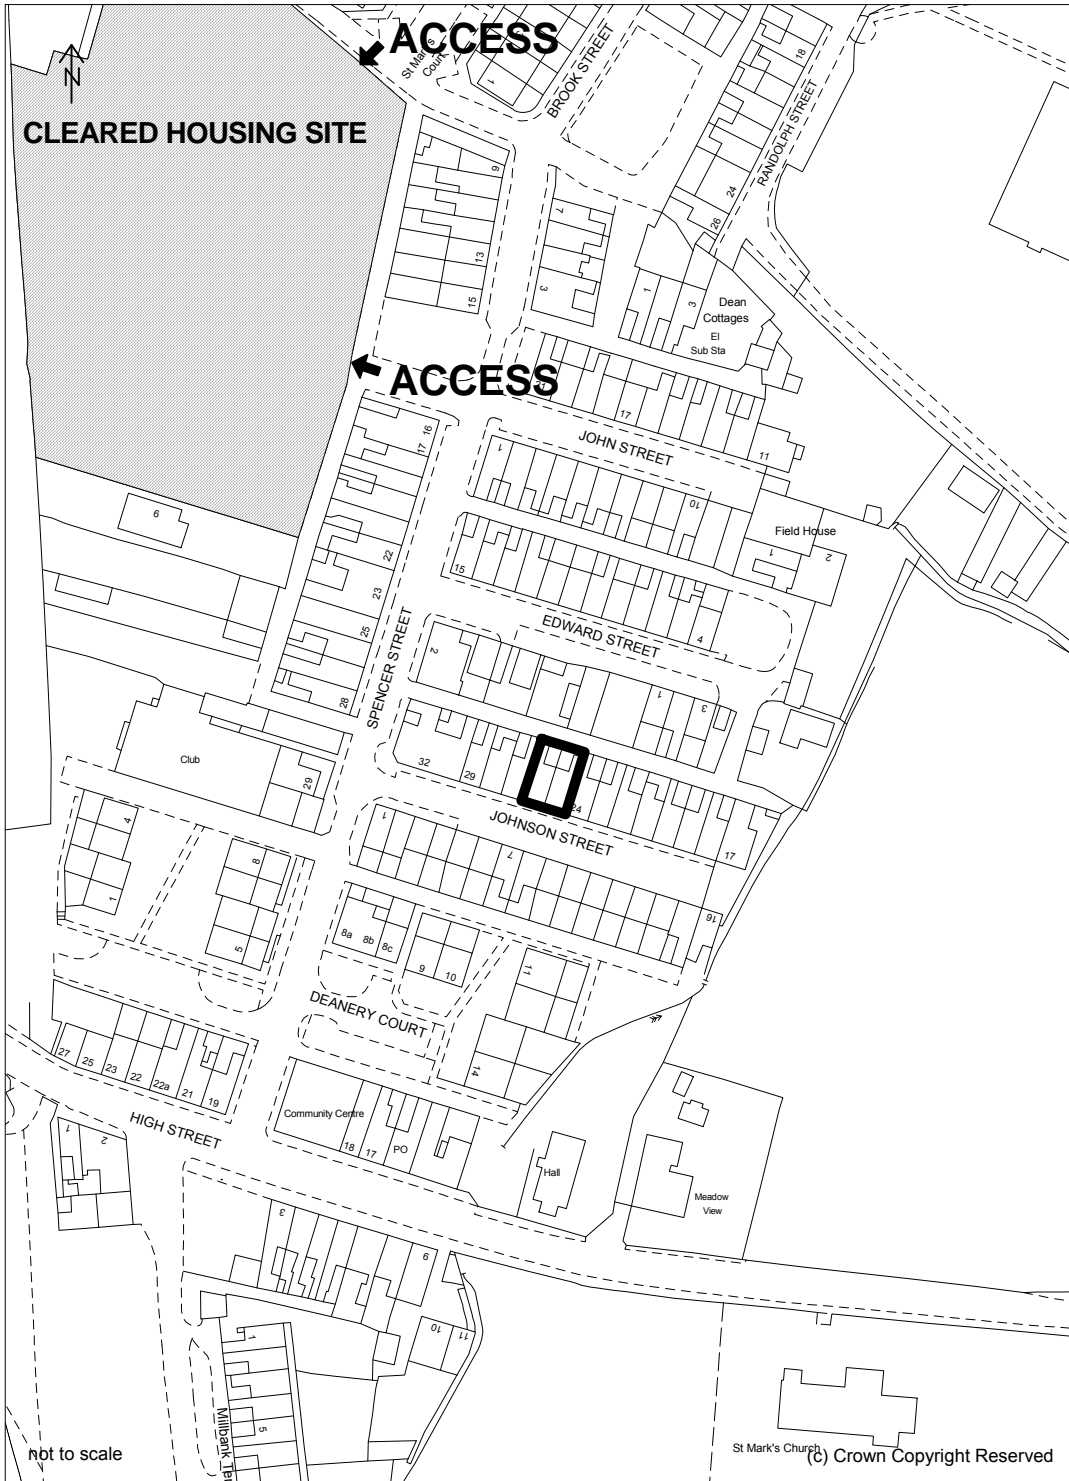 ACCESS
N
CLEARED HOUSING SITE
St Mark's
Court
1
BROOK STREET
18
RANDOLPH STREET
24
26
9
13
15
7
3
1
3
Dean
Cottages
El
Sub Sta
ACCESS
21
17
11
JOHN STREET
16
17
1
10
Field House
1
2
6
22
23
25
28
15
4
EDWARD STREET
SPENCER STREET
2
1
3
Club
29
32
29
24
17
JOHNSON STREET
1
7
16
4
1
8
5
8a
8b
8c
9
10
11
14
DEANERY COURT
27
25
23
22
22a
21
19
HIGH STREET
Community Centre
18
17
PO
Hall
Meadow
View
1
2
3
9
10
11
1
5
Millbank Ter
not to scale
St Mark's Church
(c) Crown Copyright Reserved